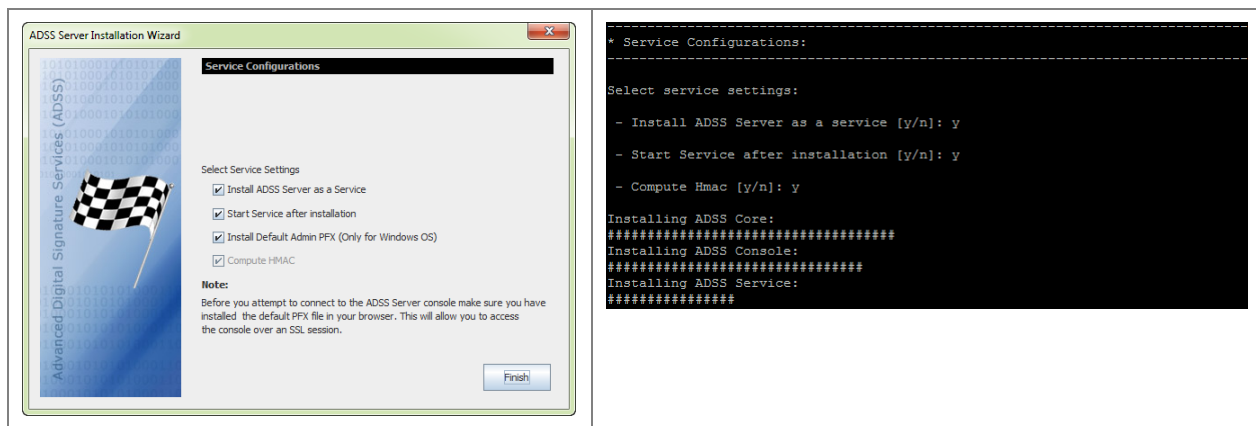 ADSS Server Installation Wizard
Advanced Digital Signature Services (ADSS)
Service Configurations
Select Service Settings
Install ADSS Server as a Service
Start Service after installation
Install Default Admin PFX (Only for Windows OS)
Compute HMAC
Note:
Before you attempt to connect to the ADSS Server console make sure you have
installed the default PFX file in your browser. This will allow you to access
the console over an SSL session.
Finish
--------------------------------------------------------------------------------
* Service Configurations:
--------------------------------------------------------------------------------
Select service settings:
- Install ADSS Server as a service [y/n]: y
- Start Service after installation [y/n]: y
- Compute Hmac [y/n]: y
Installing ADSS Core:
####################################
Installing ADSS Console:
################################
Installing ADSS Service:
################